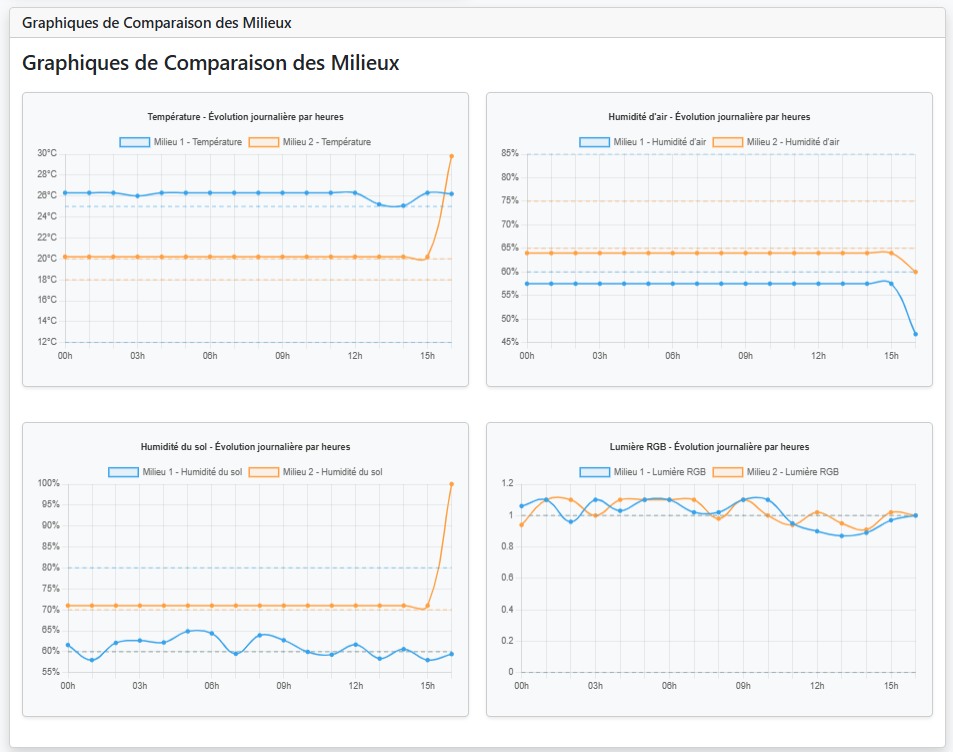 Graphiques de Comparaison des Milieux
Graphiques de Comparaison des Milieux
Température - Évolution journalière par heures
Milieu 1 - Température Milieu 2 - Température
30°C
28°C
26°C
24°C
22°C
20°C
18°C
16°C
14°C
12°C
00h 03h 06h 09h 12h 15h
Humidité d'air - Évolution journalière par heures
Milieu 1 - Humidité d'air Milieu 2 - Humidité d'air
85%
80%
75%
70%
65%
60%
55%
50%
45%
00h 03h 06h 09h 12h 15h
Humidité du sol - Évolution journalière par heures
Milieu 1 - Humidité du sol Milieu 2 - Humidité du sol
100%
95%
90%
85%
80%
75%
70%
65%
60%
55%
00h 03h 06h 09h 12h 15h
Lumière RGB - Évolution journalière par heures
Milieu 1 - Lumière RGB Milieu 2 - Lumière RGB
1.2
1
0.8
0.6
0.4
0.2
0
00h 03h 06h 09h 12h 15h